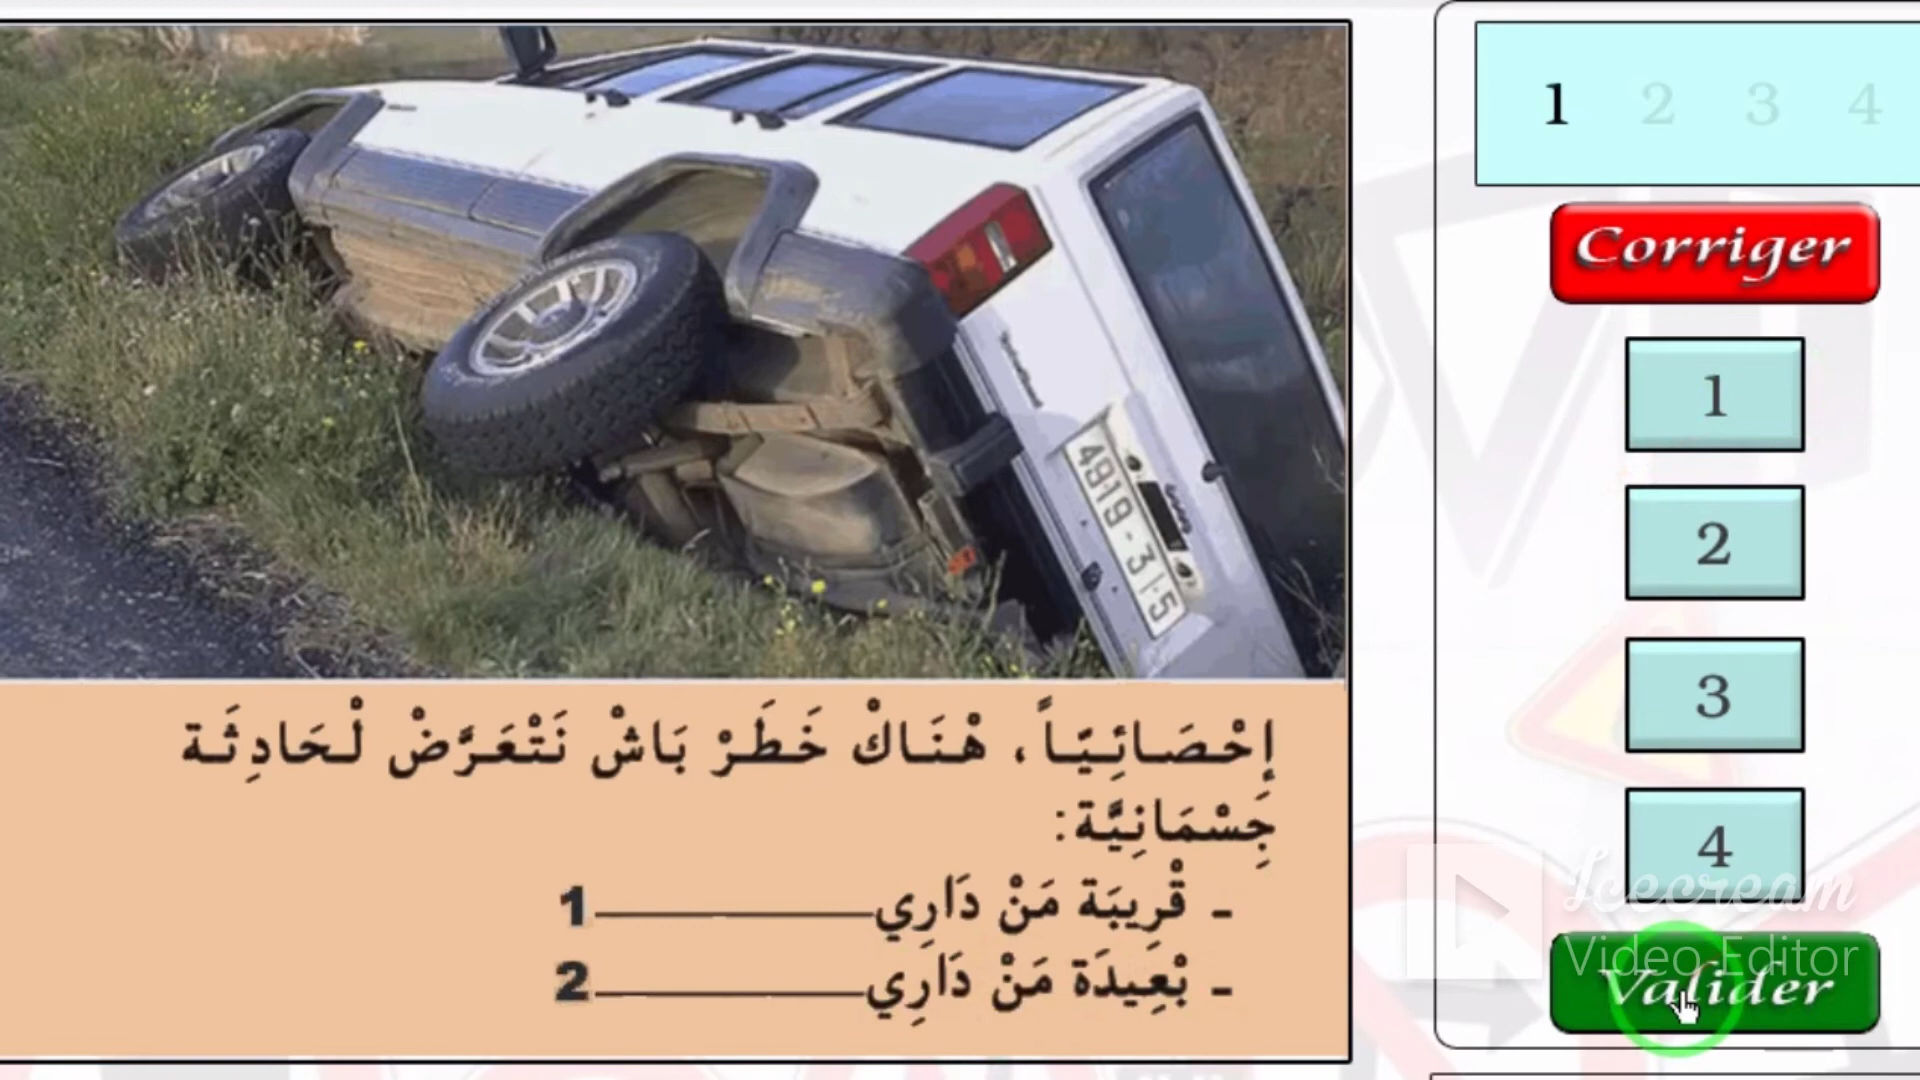 1 2 3 4
Corriger
1
2
3
4
Valider
Icecream
Video Editor
إِحْصَائِيّاً، هْنَاكْ خَطَرْ بَاشْ نَتْعَرَّضْ لْحَادِثَة
جِسْمَانِيَّة:
- قْرِيبَة مَنْ دَارِي 1
- بْعِيدَة مَنْ دَارِي 2
4919 - 3 | 5